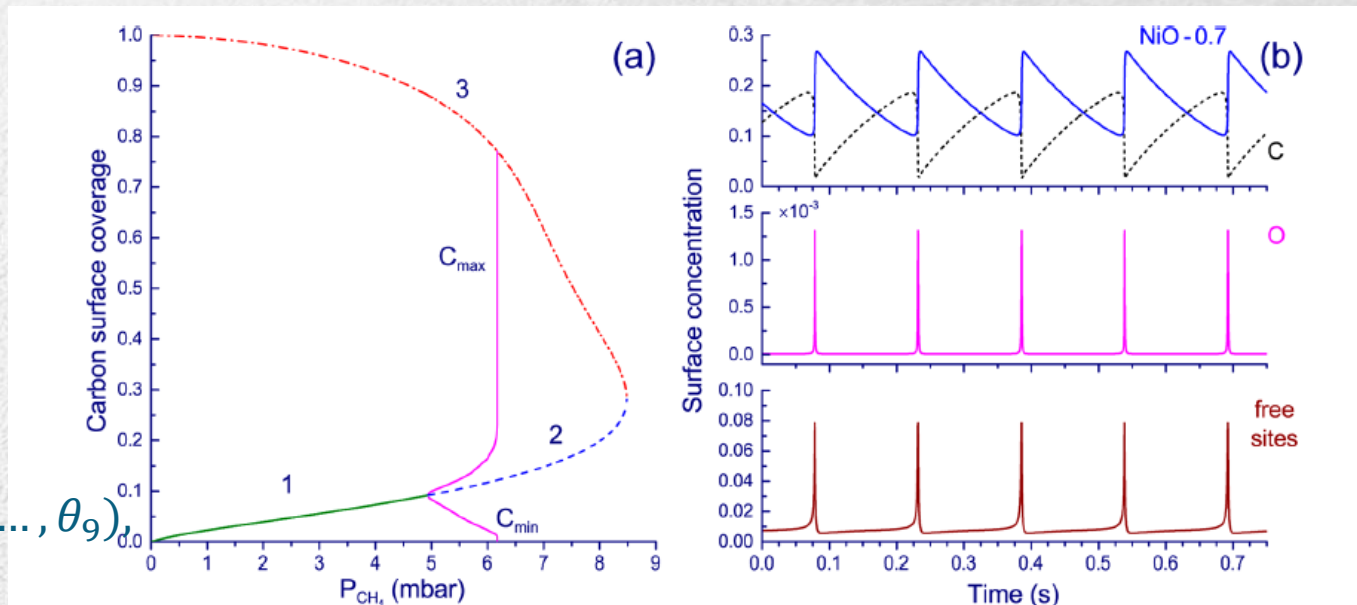 (a)
1.0
0.9
0.8
0.7
0.6
0.5
0.4
0.3
0.2
0.1
0.0
Carbon surface coverage
3
C_max
2
1
C_min
0 1 2 3 4 5 6 7 8 9
P_CH₄ (mbar)
... , θ₉),
(b)
NiO - 0.7
0.3
0.2
0.1
0.0
C
×10⁻³
1.5
1.0
0.5
0.0
O
0.10
0.08
0.06
0.04
0.02
0.00
free
sites
Surface concentration
0.0 0.1 0.2 0.3 0.4 0.5 0.6 0.7
Time (s)